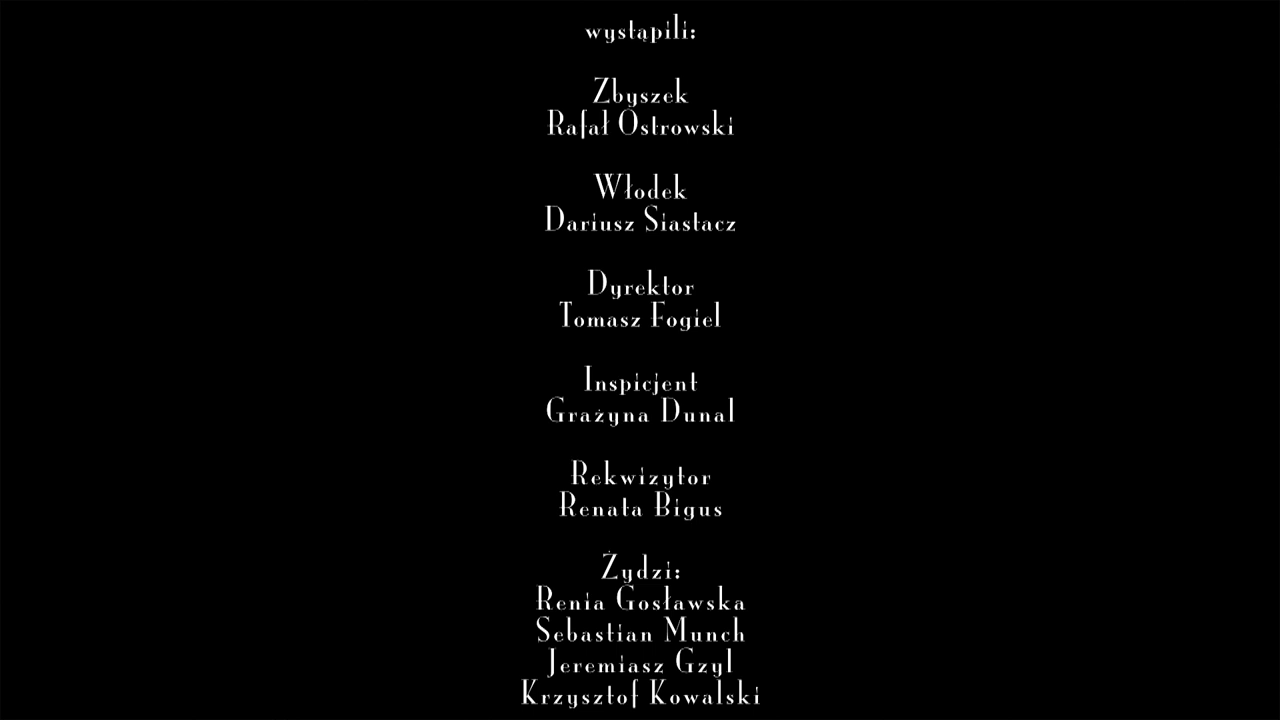 wystąpili:
Zbyszek
Rafał Ostrowski
Włodek
Dariusz Siastacz
Dyrektor
Tomasz Fogiel
Inspicjent
Grażyna Dunal
Rekwizytor
Renata Bigus
Żydzi:
Renia Gosławska
Sebastian Munch
Jeremiasz Gzyl
Krzysztof Kowalski